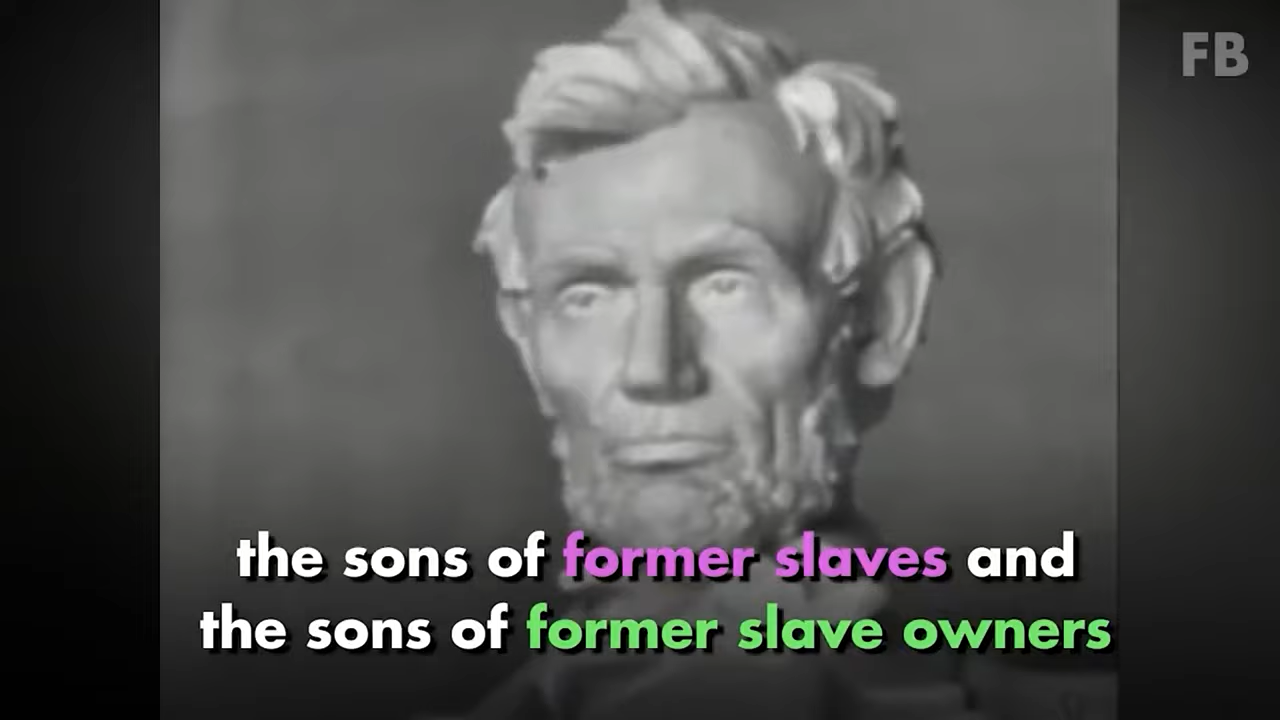 FB
the sons of former slaves and
the sons of former slave owners